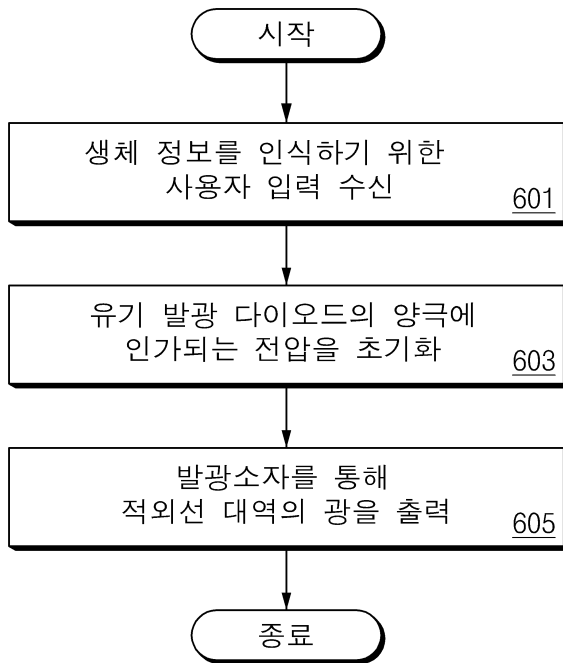 시작
생체 정보를 인식하기 위한
사용자 입력 수신
601
유기 발광 다이오드의 양극에
인가되는 전압을 초기화
603
발광소자를 통해
적외선 대역의 광을 출력
605
종료